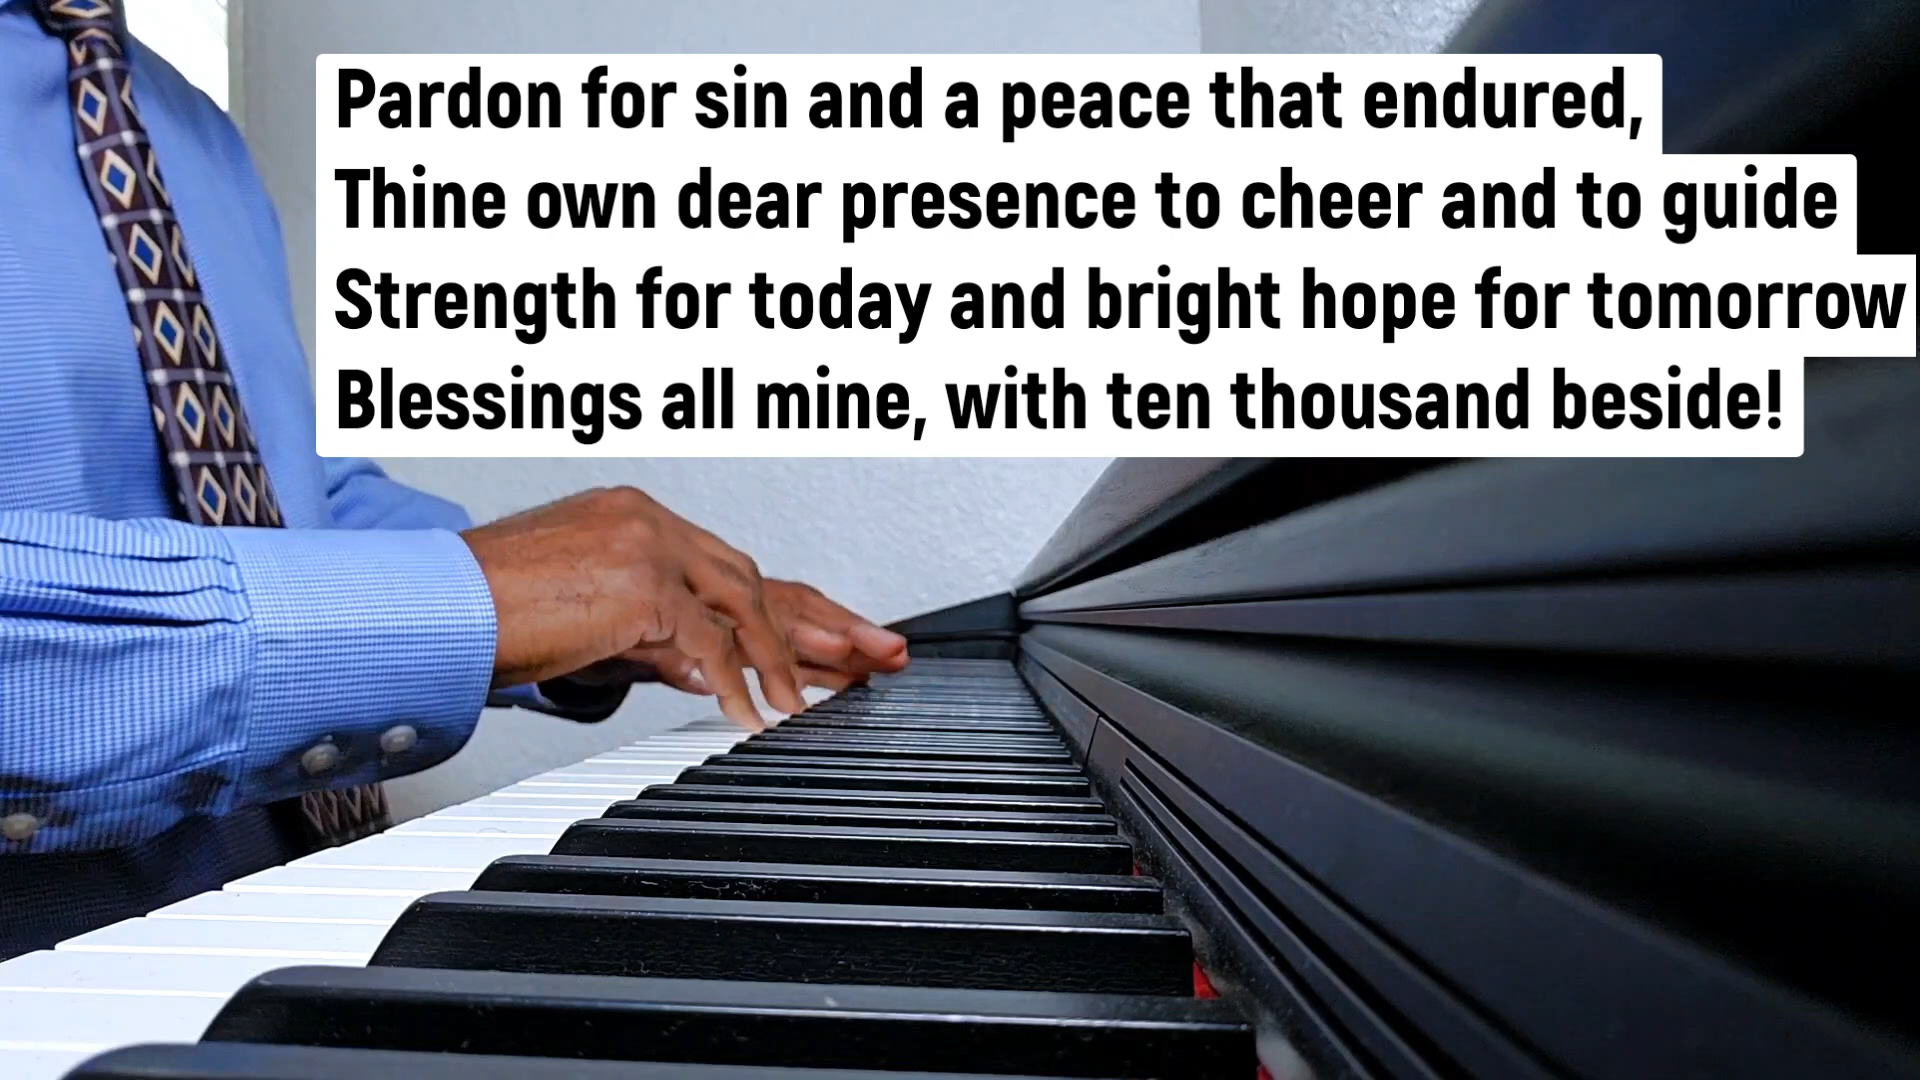 Pardon for sin and a peace that endured,
Thine own dear presence to cheer and to guide
Strength for today and bright hope for tomorrow
Blessings all mine, with ten thousand beside!